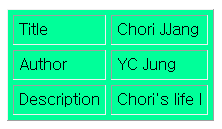 Title Chori JJang
Author YC Jung
Description Chori's life I